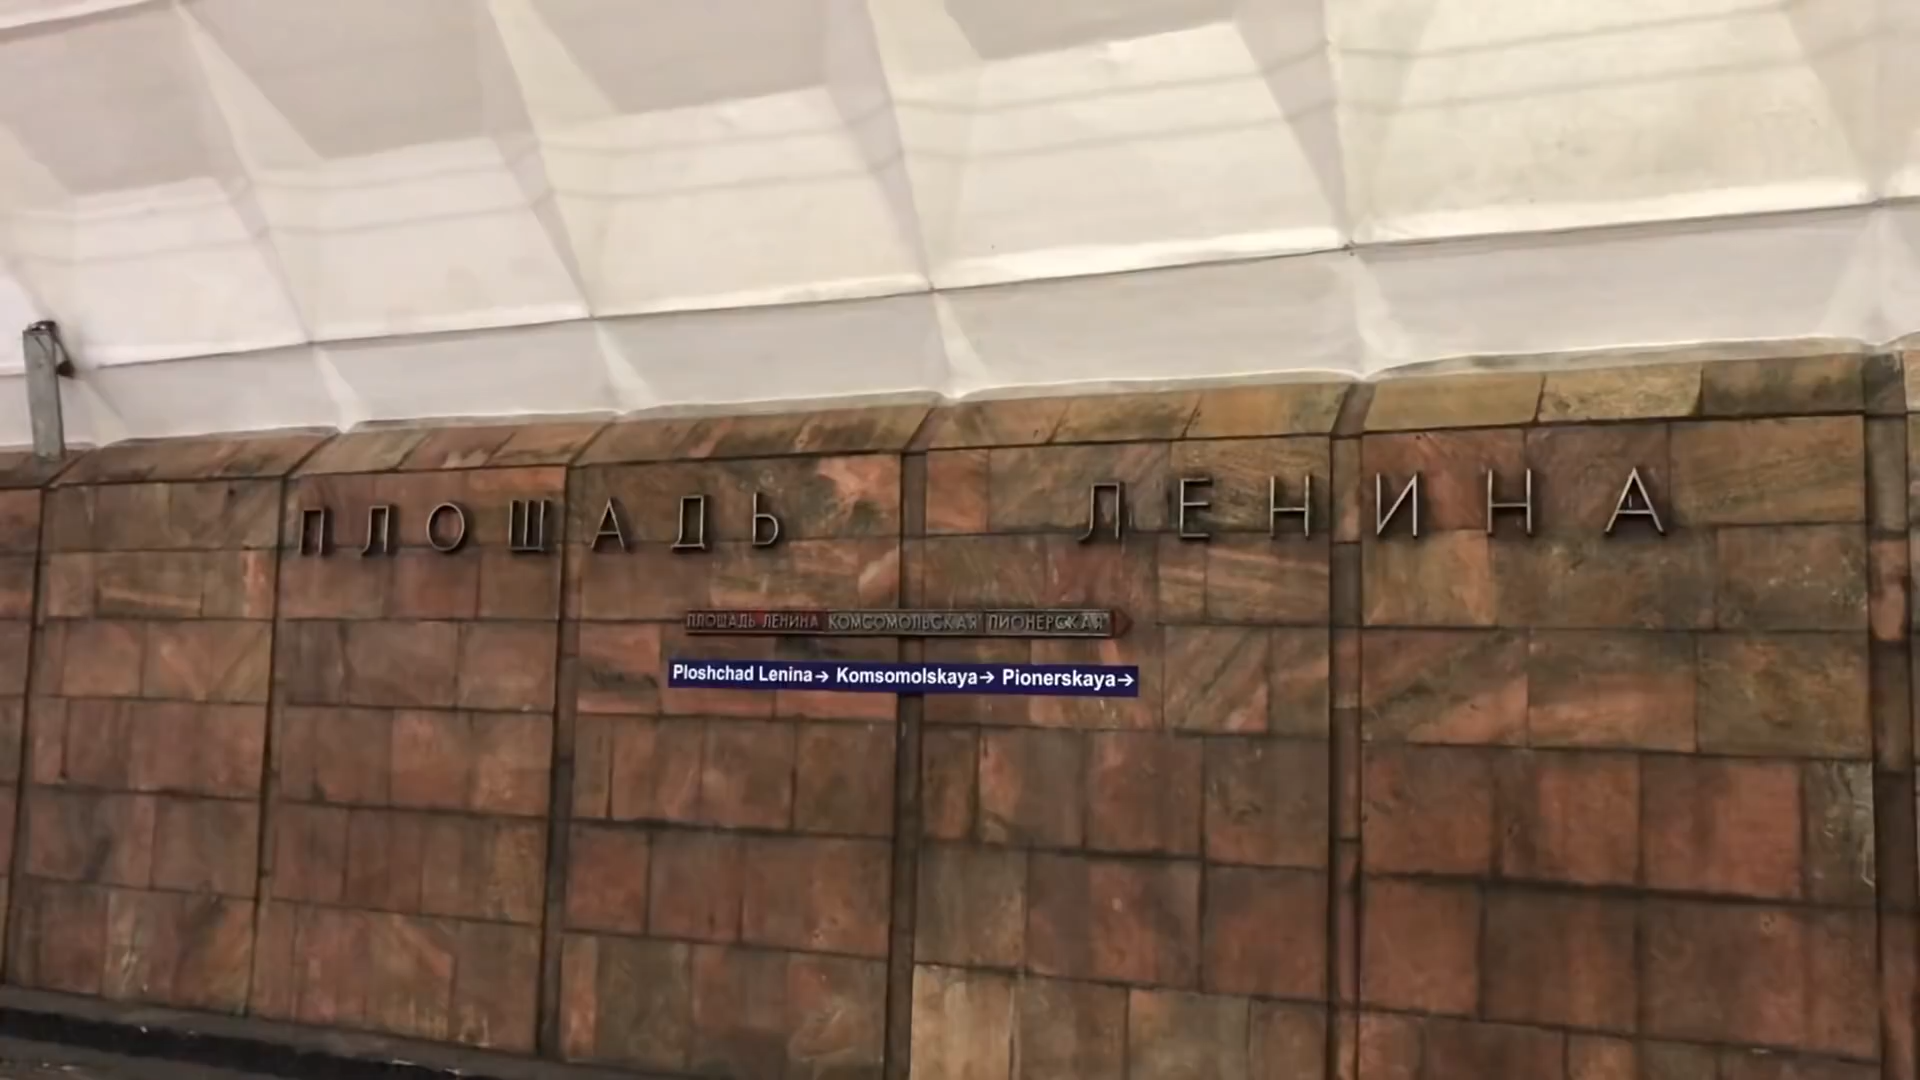 ПЛОЩАДЬ ЛЕНИНА
ПЛОЩАДЬ ЛЕНИНА КОМСОМОЛЬСКАЯ ПИОНЕРСКАЯ
Ploshchad Lenina→ Komsomolskaya→ Pionerskaya→